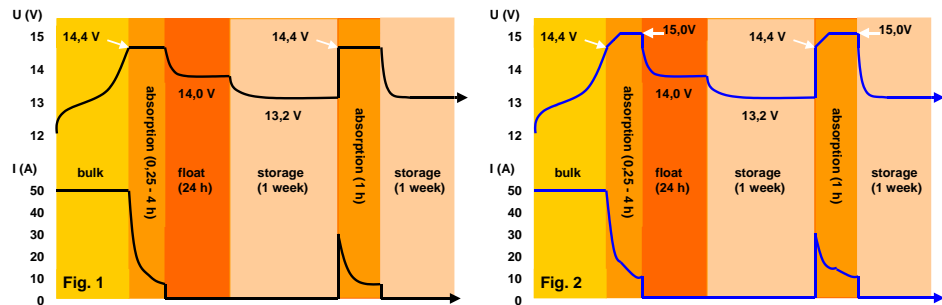 U (V)
15
14
13
12
I (A)
50
40
30
20
10
0
14,4 V
14,0 V
13,2 V
14,4 V
bulk
absorption (0,25 - 4 h)
float
(24 h)
storage
(1 week)
absorption (1 h)
storage
(1 week)
Fig. 1
U (V)
15
14
13
12
I (A)
50
40
30
20
10
0
14,4 V
15,0V
14,0 V
13,2 V
14,4 V
15,0V
bulk
absorption (0,25 - 4 h)
float
(24 h)
storage
(1 week)
absorption (1 h)
storage
(1 week)
Fig. 2